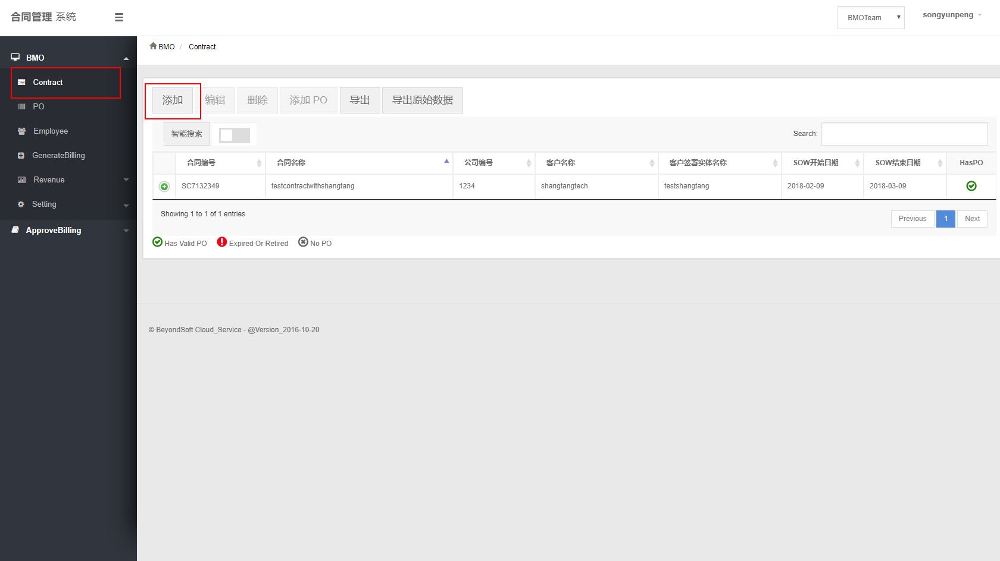 合同管理 系统
BMOTeam
songyunpeng
BMO
Contract
PO
Employee
GenerateBilling
Revenue
Setting
ApproveBilling
BMO / Contract
添加 编辑 删除 添加 PO 导出 导出原始数据
智能搜索
Search:
合同编号 合同名称 公司编号 客户名称 客户签署实体名称 SOW开始日期 SOW结束日期 HasPO
SC7132349 testcontractwithshangtang 1234 shangtangtech testshangtang 2018-02-09 2018-03-09
Showing 1 to 1 of 1 entries
Previous 1 Next
Has Valid PO Expired Or Retired No PO
© BeyondSoft Cloud_Service - @Version_2016-10-20